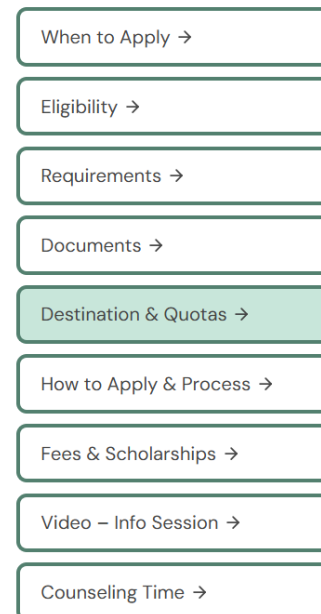 When to Apply →
Eligibility →
Requirements →
Documents →
Destination & Quotas →
How to Apply & Process →
Fees & Scholarships →
Video – Info Session →
Counseling Time →